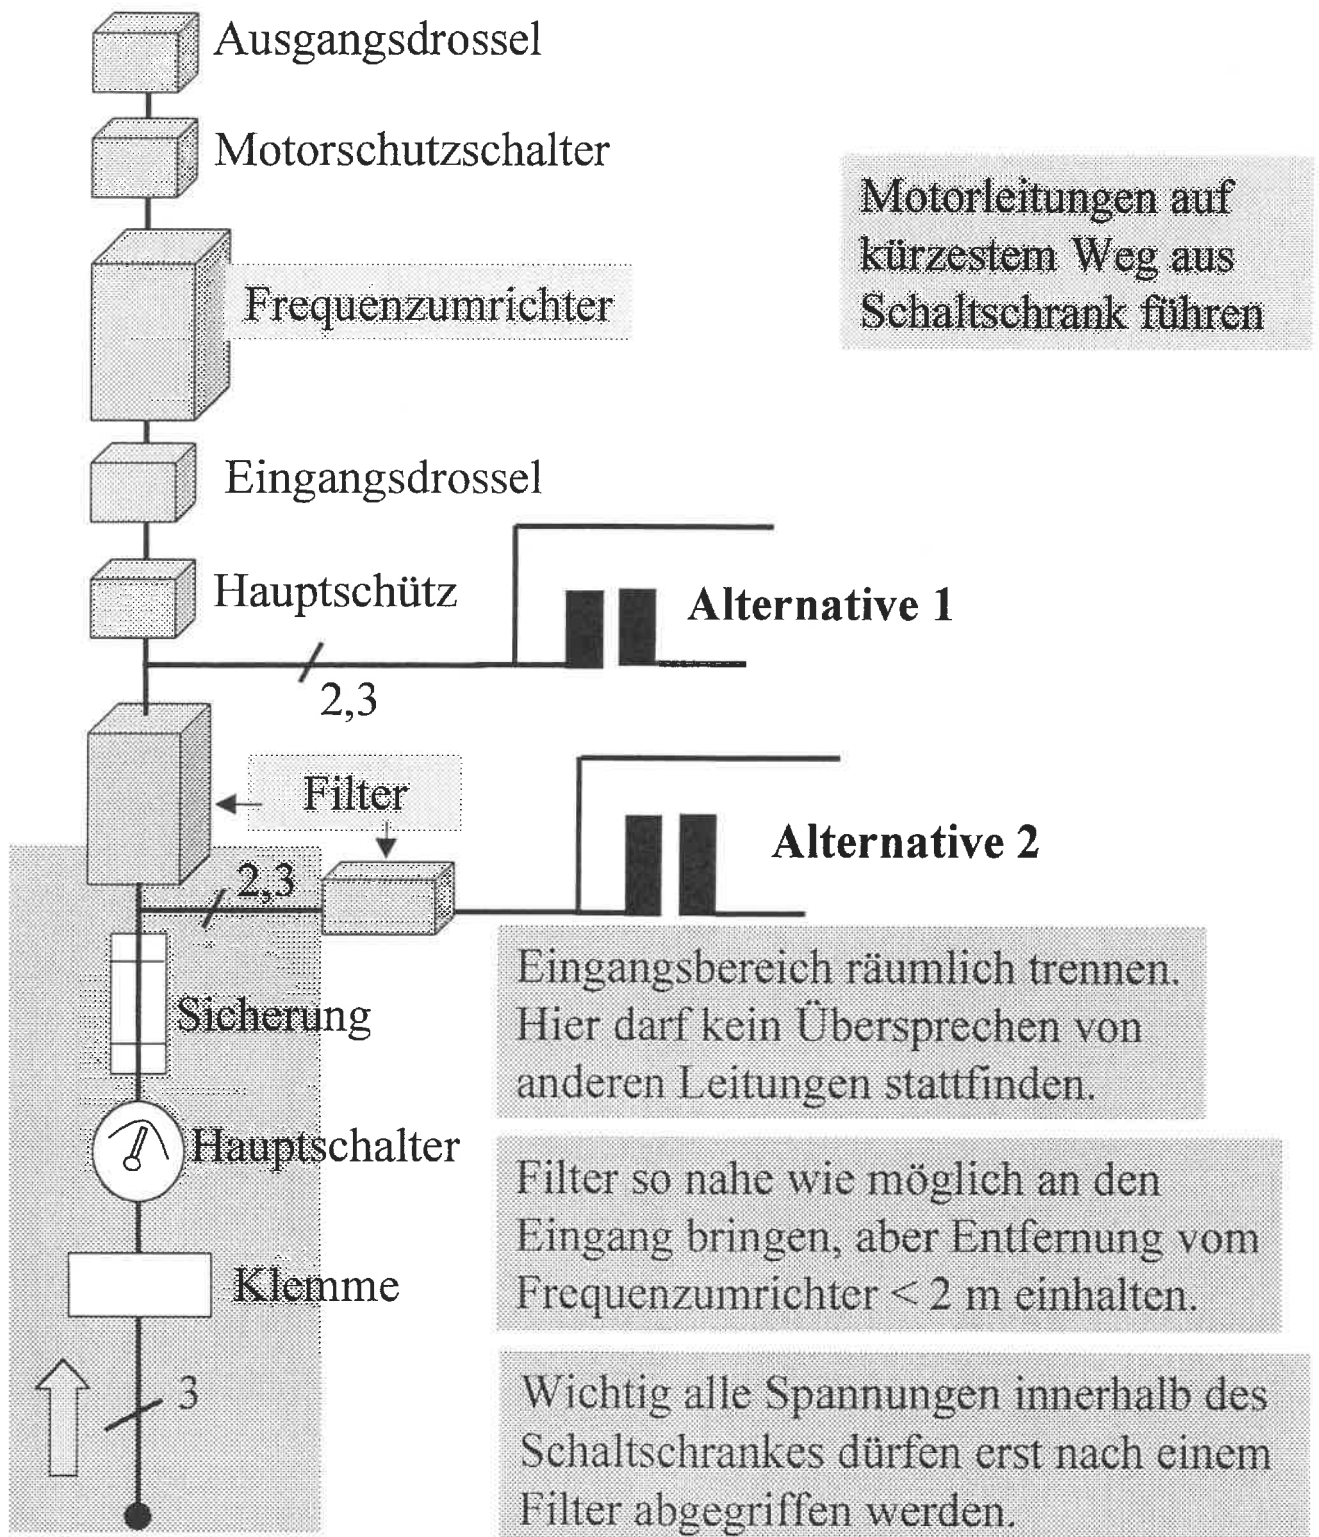 Ausgangsdrossel
Motorschutzschalter
Motorleitungen auf
kürzestem Weg aus
Schaltschrank führen
Frequenzumrichter
Eingangsdrossel
Hauptschütz
Alternative 1
2,3
Filter
Alternative 2
2,3
Eingangsbereich räumlich trennen.
Hier darf kein Übersprechen von
anderen Leitungen stattfinden.
Sicherung
Hauptschalter
Filter so nahe wie möglich an den
Eingang bringen, aber Entfernung vom
Frequenzumrichter < 2 m einhalten.
Klemme
3
Wichtig alle Spannungen innerhalb des
Schaltschrankes dürfen erst nach einem
Filter abgegriffen werden.